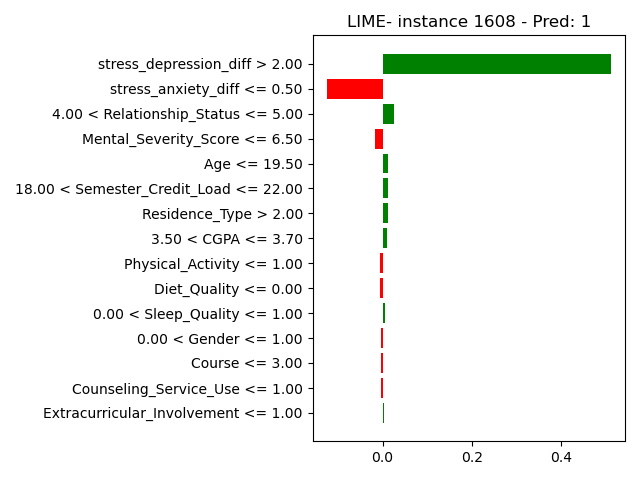 LIME- instance 1608 - Pred: 1
stress_depression_diff > 2.00
stress_anxiety_diff <= 0.50
4.00 < Relationship_Status <= 5.00
Mental_Severity_Score <= 6.50
Age <= 19.50
18.00 < Semester_Credit_Load <= 22.00
Residence_Type > 2.00
3.50 < CGPA <= 3.70
Physical_Activity <= 1.00
Diet_Quality <= 0.00
0.00 < Sleep_Quality <= 1.00
0.00 < Gender <= 1.00
Course <= 3.00
Counseling_Service_Use <= 1.00
Extracurricular_Involvement <= 1.00
0.0 0.2 0.4